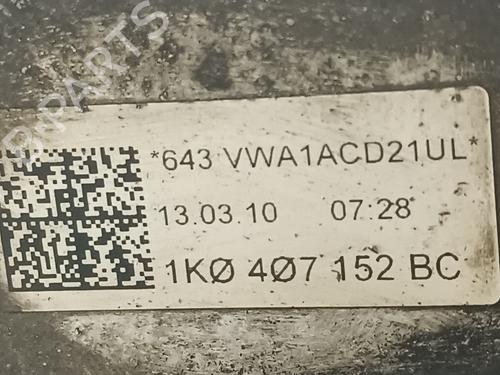 *643 VWA1ACD21UL*
13.03.10 07:28
1KØ 4Ø7 152 BC